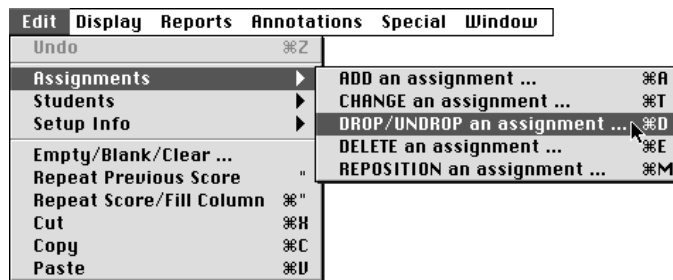 Edit Display Reports Annotations Special Window
Undo ⌘Z
Assignments ▶
Students ▶
Setup Info ▶
Empty/Blank/Clear ...
Repeat Previous Score "
Repeat Score/Fill Column ⌘"
Cut ⌘X
Copy ⌘C
Paste ⌘V
ADD an assignment ... ⌘A
CHANGE an assignment ... ⌘T
DROP/UNDROP an assignment ... ⌘D
DELETE an assignment ... ⌘E
REPOSITION an assignment ... ⌘M